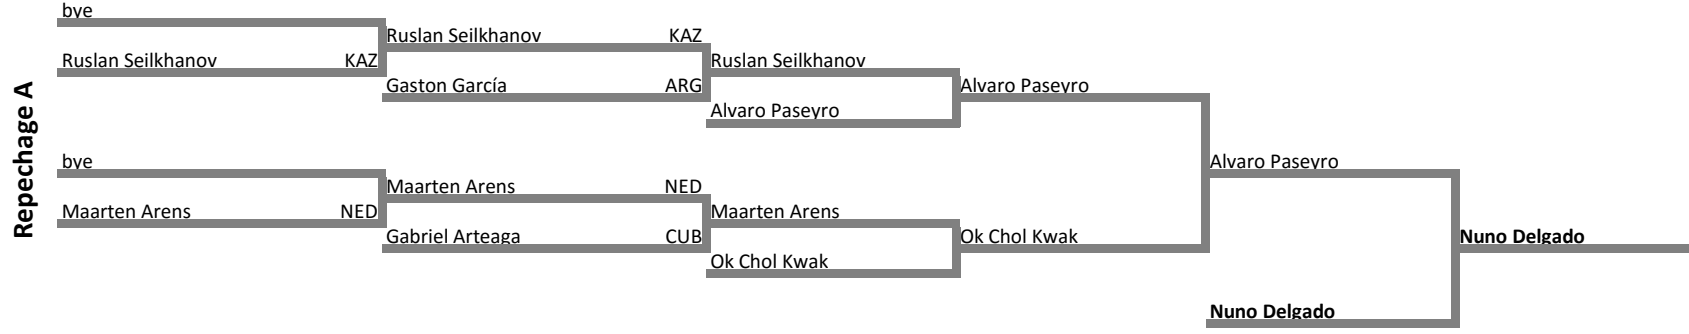 Repechage A
bye
Ruslan Seilkhanov KAZ
Ruslan Seilkhanov KAZ
Gaston García ARG
Ruslan Seilkhanov
Alvaro Paseyro
Alvaro Paseyro
bye
Maarten Arens NED
Maarten Arens NED
Gabriel Arteaga CUB
Maarten Arens
Ok Chol Kwak
Ok Chol Kwak
Alvaro Paseyro
Nuno Delgado
Nuno Delgado